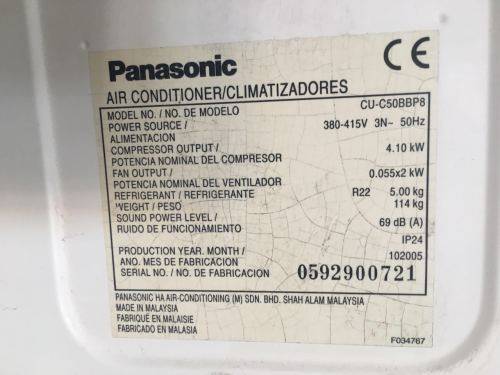 Panasonic
CE
AIR CONDITIONER/CLIMATIZADORES
MODEL NO. / NO. DE MODELO CU-C50BBP8
POWER SOURCE / 380-415V 3N~ 50Hz
ALIMENTACION
COMPRESSOR OUTPUT / 4.10 kW
POTENCIA NOMINAL DEL COMPRESOR
FAN OUTPUT / 0.055x2 kW
POTENCIA NOMINAL DEL VENTILADOR
REFRIGERANT / REFRIGERANTE R22 5.00 kg
WEIGHT / PESO 114 kg
SOUND POWER LEVEL / 69 dB (A)
RUIDO DE FUNCIONAMIENTO
IP24
PRODUCTION YEAR. MONTH / 102005
ANO. MES DE FABRICACION
SERIAL NO. / NO. DE FABRICACION 0592900721
PANASONIC HA AIR-CONDITIONING (M) SDN. BHD. SHAH ALAM MALAYSIA
MADE IN MALAYSIA
FABRIQUÉ EN MALAISIE
FABRICADO EN MALASIA
F034767